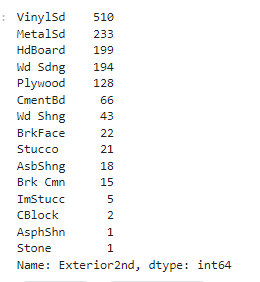 : VinylSd 510
MetalSd 233
HdBoard 199
Wd Sdng 194
Plywood 128
CmentBd 66
Wd Shng 43
BrkFace 22
Stucco 21
AsbShng 18
Brk Cmn 15
ImStucc 5
CBlock 2
AsphShn 1
Stone 1
Name: Exterior2nd, dtype: int64